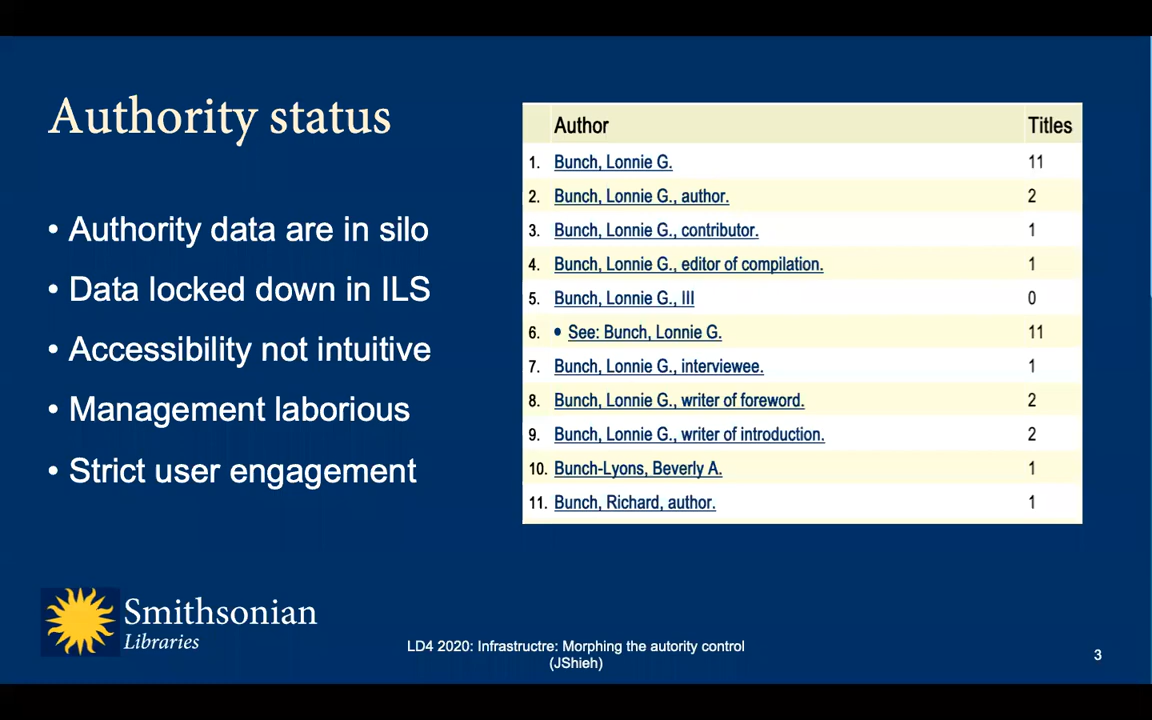 Authority status
• Authority data are in silo
• Data locked down in ILS
• Accessibility not intuitive
• Management laborious
• Strict user engagement
Author Titles
1. Bunch, Lonnie G. 11
2. Bunch, Lonnie G., author. 2
3. Bunch, Lonnie G., contributor. 1
4. Bunch, Lonnie G., editor of compilation. 1
5. Bunch, Lonnie G., III 0
6. • See: Bunch, Lonnie G. 11
7. Bunch, Lonnie G., interviewee. 1
8. Bunch, Lonnie G., writer of foreword. 2
9. Bunch, Lonnie G., writer of introduction. 2
10. Bunch-Lyons, Beverly A. 1
11. Bunch, Richard, author. 1
Smithsonian
Libraries
LD4 2020: Infrastructre: Morphing the autority control
(JShieh)
3